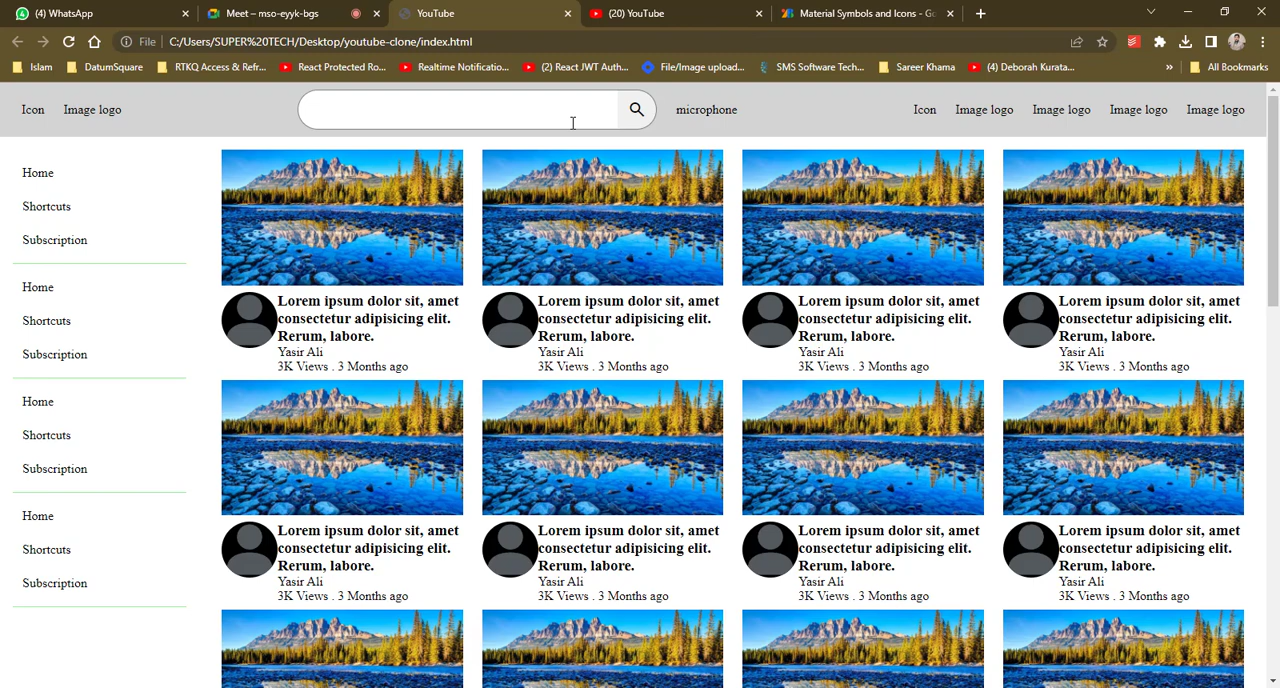 (4) WhatsApp
Meet – mso-eyyk-bgs
YouTube
(20) YouTube
Material Symbols and Icons - Go
File
C:/Users/SUPER%20TECH/Desktop/youtube-clone/index.html
Islam
DatumSquare
RTKQ Access & Refr...
React Protected Ro...
Realtime Notificatio...
(2) React JWT Auth...
File/Image upload...
SMS Software Tech...
Sareer Khama
(4) Deborah Kurata...
»
All Bookmarks
Icon
Image logo
microphone
Icon
Image logo
Image logo
Image logo
Image logo
Home
Shortcuts
Subscription
Home
Shortcuts
Subscription
Home
Shortcuts
Subscription
Home
Shortcuts
Subscription
Lorem ipsum dolor sit, amet
consectetur adipisicing elit.
Rerum, labore.
Yasir Ali
3K Views . 3 Months ago
Lorem ipsum dolor sit, amet
consectetur adipisicing elit.
Rerum, labore.
Yasir Ali
3K Views . 3 Months ago
Lorem ipsum dolor sit, amet
consectetur adipisicing elit.
Rerum, labore.
Yasir Ali
3K Views . 3 Months ago
Lorem ipsum dolor sit, amet
consectetur adipisicing elit.
Rerum, labore.
Yasir Ali
3K Views . 3 Months ago
Lorem ipsum dolor sit, amet
consectetur adipisicing elit.
Rerum, labore.
Yasir Ali
3K Views . 3 Months ago
Lorem ipsum dolor sit, amet
consectetur adipisicing elit.
Rerum, labore.
Yasir Ali
3K Views . 3 Months ago
Lorem ipsum dolor sit, amet
consectetur adipisicing elit.
Rerum, labore.
Yasir Ali
3K Views . 3 Months ago
Lorem ipsum dolor sit, amet
consectetur adipisicing elit.
Rerum, labore.
Yasir Ali
3K Views . 3 Months ago